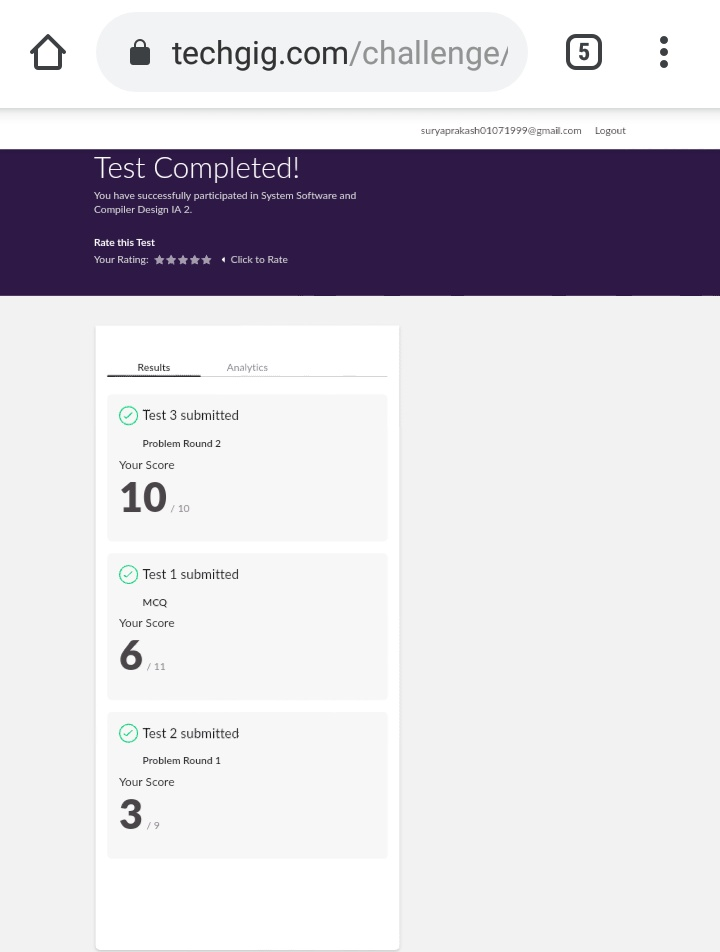 5
techgig.com/challenge/
suryaprakash01071999@gmail.com Logout
Test Completed!
You have successfully participated in System Software and
Compiler Design IA 2.
Rate this Test
Your Rating: Click to Rate
Results Analytics
Test 3 submitted
Problem Round 2
Your Score
10 / 10
Test 1 submitted
MCQ
Your Score
6 / 11
Test 2 submitted
Problem Round 1
Your Score
3 / 9